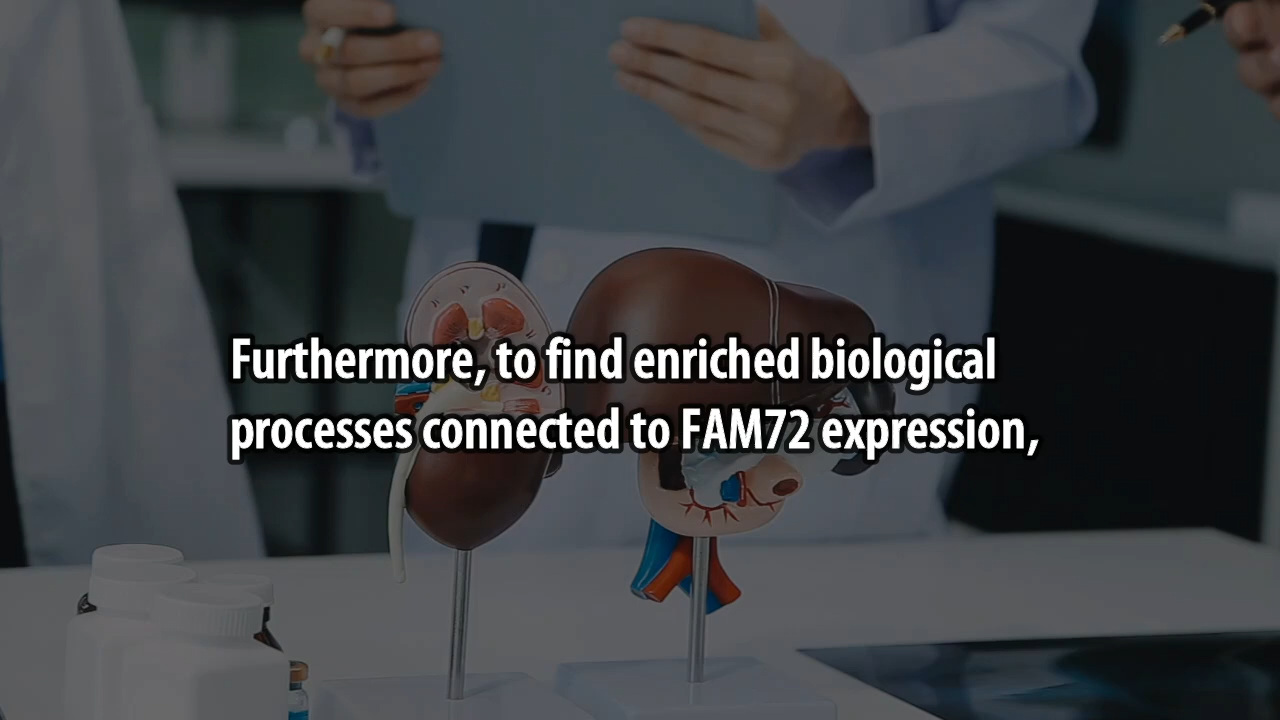 Furthermore, to find enriched biological
processes connected to FAM72 expression,